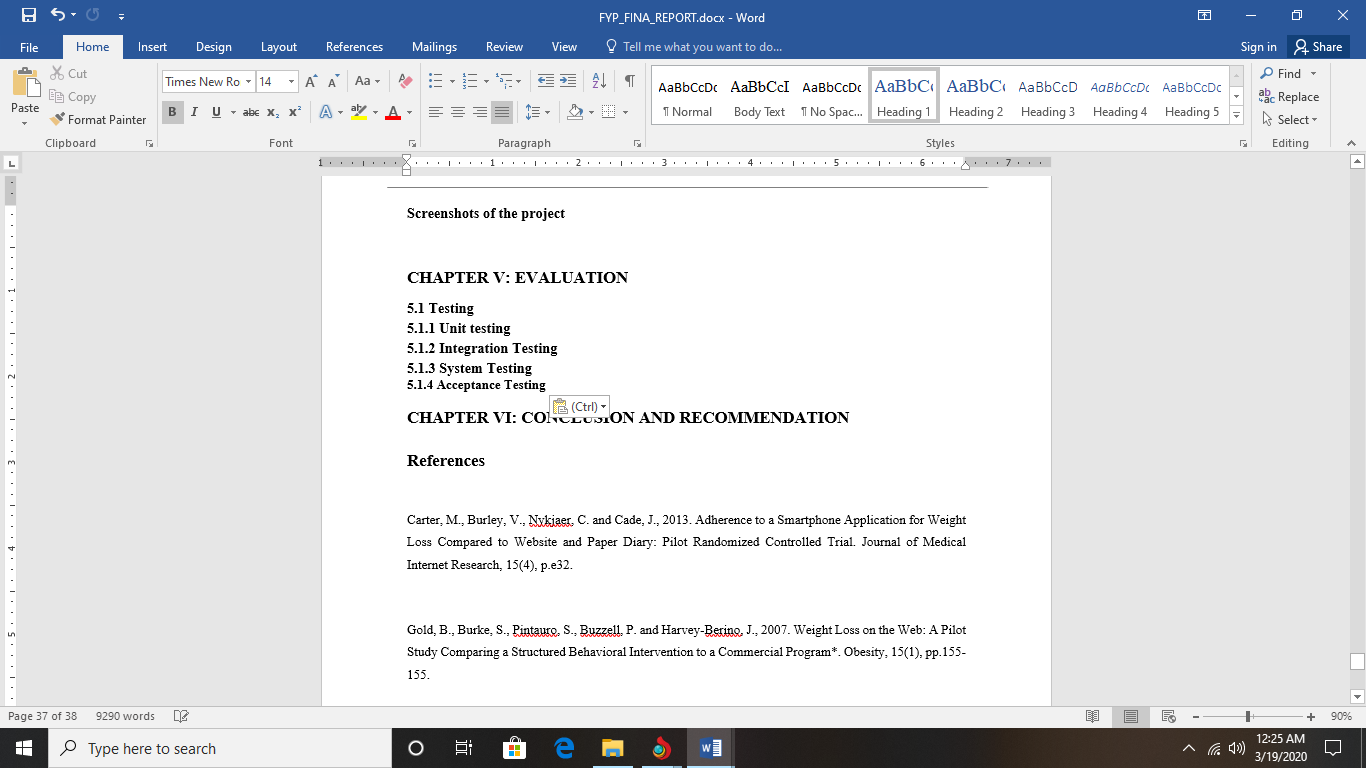 FYP_FINA_REPORT.docx - Word
File Home Insert Design Layout References Mailings Review View Tell me what you want to do... Sign in Share
Paste
Cut
Copy
Format Painter
Clipboard
Times New Ro 14
Font
Paragraph
AaBbCcDc AaBbCcI AaBbCcDc AaBbC AaBbC AaBbCcD AaBbCcDc AaBbCcDc
¶ Normal Body Text ¶ No Spac... Heading 1 Heading 2 Heading 3 Heading 4 Heading 5
Styles
Find
Replace
Select
Editing
1 1 2 3 4 5 6 7
Screenshots of the project
CHAPTER V: EVALUATION
5.1 Testing
5.1.1 Unit testing
5.1.2 Integration Testing
5.1.3 System Testing
5.1.4 Acceptance Testing
(Ctrl)
CHAPTER VI: CONCLUSION AND RECOMMENDATION
References
Carter, M., Burley, V., Nykjaer, C. and Cade, J., 2013. Adherence to a Smartphone Application for Weight
Loss Compared to Website and Paper Diary: Pilot Randomized Controlled Trial. Journal of Medical
Internet Research, 15(4), p.e32.
Gold, B., Burke, S., Pintauro, S., Buzzell, P. and Harvey-Berino, J., 2007. Weight Loss on the Web: A Pilot
Study Comparing a Structured Behavioral Intervention to a Commercial Program*. Obesity, 15(1), pp.155-
155.
Page 37 of 38 9290 words 90%
Type here to search
12:25 AM
3/19/2020